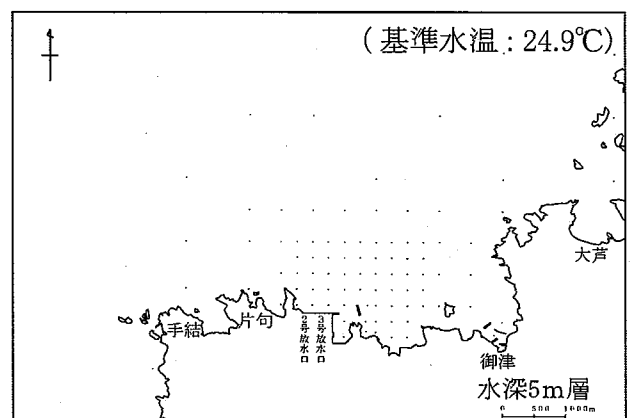 (基準水温:24.9℃)
大芦
手結
片句
2号放水口
3号放水口
御津
水深5m層
0 500 1000m